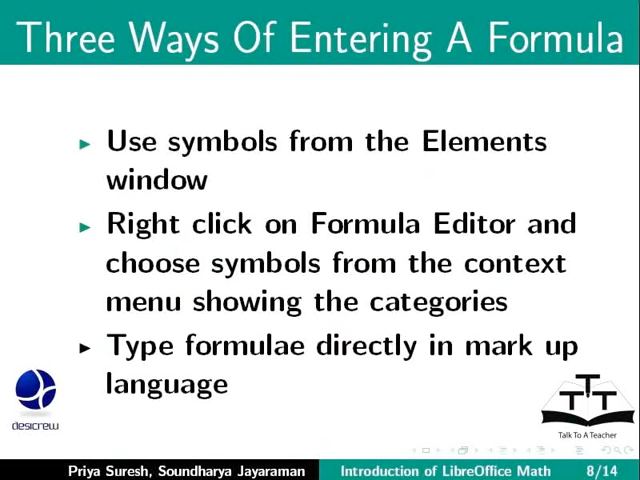 Three Ways Of Entering A Formula
Use symbols from the Elements
window
Right click on Formula Editor and
choose symbols from the context
menu showing the categories
Type formulae directly in mark up
language
desicrew
TTT
Talk To A Teacher
Priya Suresh, Soundharya Jayaraman Introduction of LibreOffice Math 8/14